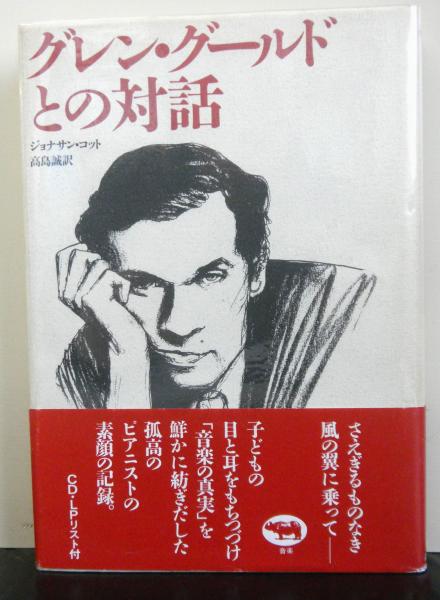 グレン・グールド
との対話
ジョナサン・コット
高島誠訳
さえぎるものなき
風の翼に乗って──
子どもの
目と耳をもちつづけ
「音楽の真実」を
鮮かに紡ぎだした
孤高の
ピアニストの
素顔の記録。
CD・LPリスト付
音楽